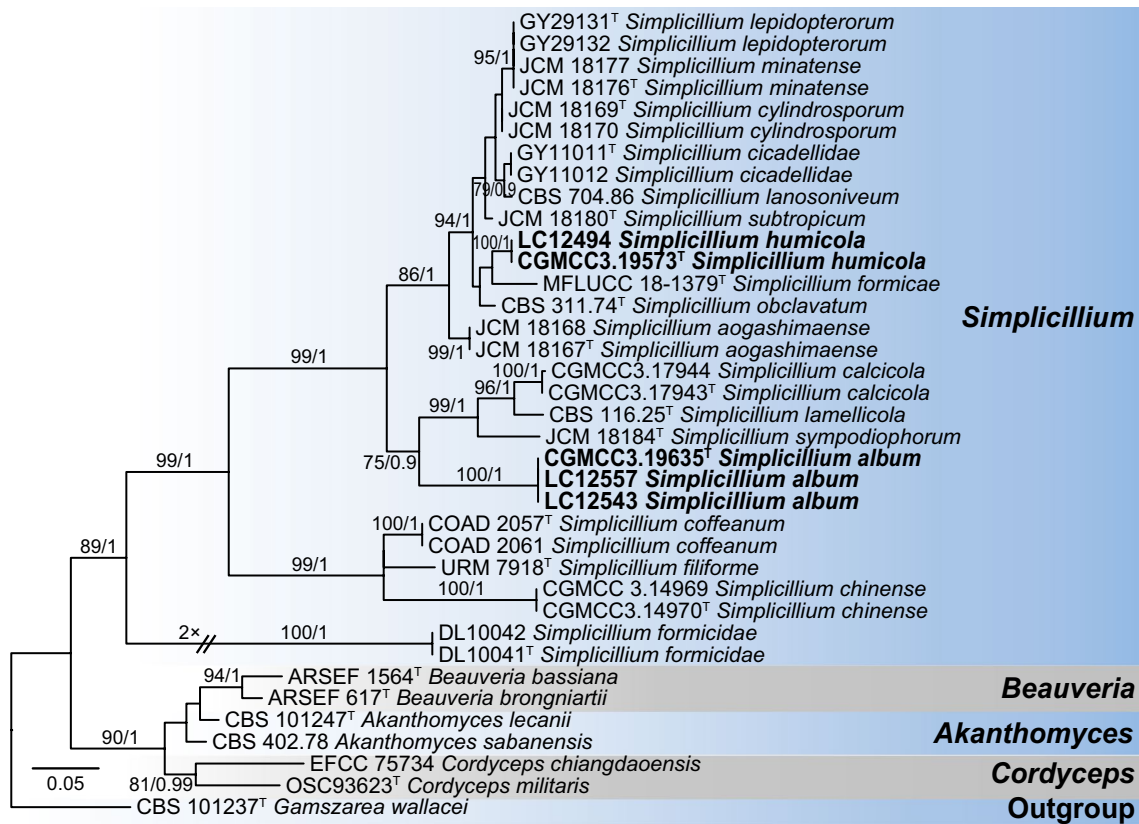 GY29131ᵀ Simplicillium lepidopterorum
GY29132 Simplicillium lepidopterorum
95/1
JCM 18177 Simplicillium minatense
JCM 18176ᵀ Simplicillium minatense
JCM 18169ᵀ Simplicillium cylindrosporum
JCM 18170 Simplicillium cylindrosporum
GY11011ᵀ Simplicillium cicadellidae
GY11012 Simplicillium cicadellidae
79/0.9
CBS 704.86 Simplicillium lanosoniveum
JCM 18180ᵀ Simplicillium subtropicum
94/1
100/1
LC12494 Simplicillium humicola
CGMCC3.19573ᵀ Simplicillium humicola
86/1
MFLUCC 18-1379ᵀ Simplicillium formicae
CBS 311.74ᵀ Simplicillium obclavatum
Simplicillium
JCM 18168 Simplicillium aogashimaense
99/1
JCM 18167ᵀ Simplicillium aogashimaense
99/1
100/1
CGMCC3.17944 Simplicillium calcicola
96/1
CGMCC3.17943ᵀ Simplicillium calcicola
99/1
CBS 116.25ᵀ Simplicillium lamellicola
JCM 18184ᵀ Simplicillium sympodiophorum
75/0.9
CGMCC3.19635ᵀ Simplicillium album
99/1
100/1
LC12557 Simplicillium album
LC12543 Simplicillium album
100/1
COAD 2057ᵀ Simplicillium coffeanum
COAD 2061 Simplicillium coffeanum
89/1
99/1
URM 7918ᵀ Simplicillium filiforme
100/1
CGMCC 3.14969 Simplicillium chinense
CGMCC3.14970ᵀ Simplicillium chinense
2×
100/1
DL10042 Simplicillium formicidae
DL10041ᵀ Simplicillium formicidae
94/1
ARSEF 1564ᵀ Beauveria bassiana
ARSEF 617ᵀ Beauveria brongniartii
Beauveria
CBS 101247ᵀ Akanthomyces lecanii
90/1
CBS 402.78 Akanthomyces sabanensis
Akanthomyces
EFCC 75734 Cordyceps chiangdaoensis
0.05
81/0.99
OSC93623ᵀ Cordyceps militaris
Cordyceps
CBS 101237ᵀ Gamszarea wallacei
Outgroup